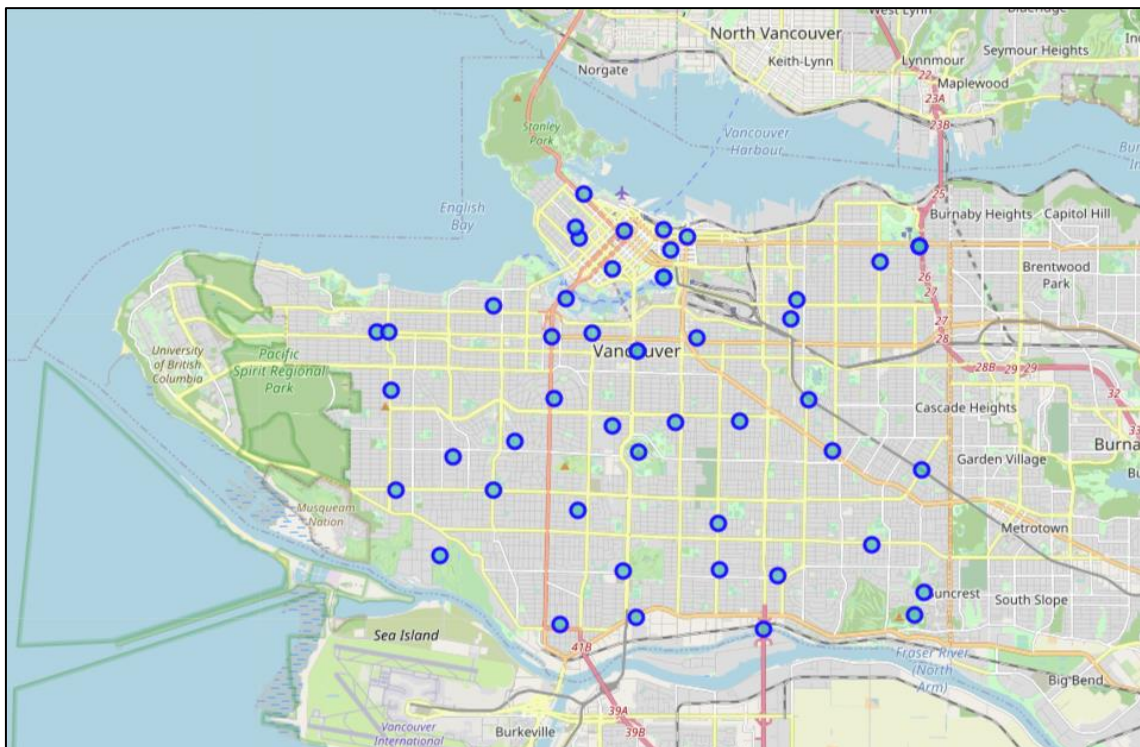 West Lynn
Blueridge
North Vancouver
Seymour Heights
Keith-Lynn
Lynnmour
Norgate
22
Maplewood
23A
Stanley
Park
23B
Vancouver
Harbour
25
English
Bay
Burnaby Heights
Capitol Hill
26
Brentwood
Park
27
27
28
University
of British
Columbia
Pacific
Spirit Regional
Park
Vancouver
28B
29
29
32
Cascade Heights
33
Garden Village
Musqueam
Nation
Metrotown
South Slope
Sea Island
41B
Fraser River
(North
Arm)
Big Bend
39A
Vancouver
International
Burkeville
39B